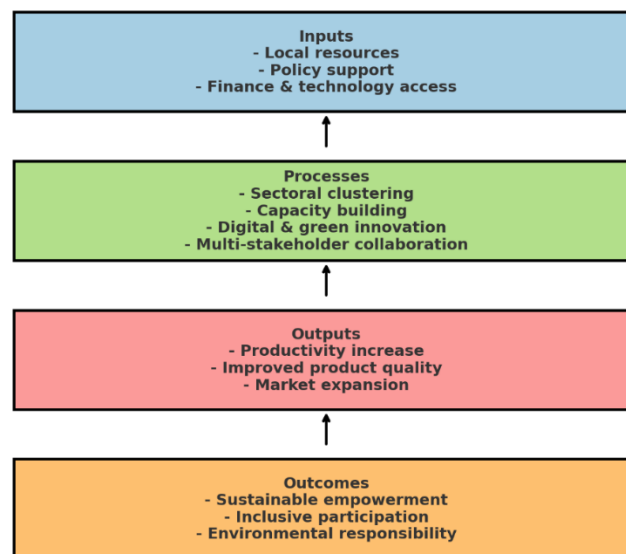 Inputs
- Local resources
- Policy support
- Finance & technology access
Processes
- Sectoral clustering
- Capacity building
- Digital & green innovation
- Multi-stakeholder collaboration
Outputs
- Productivity increase
- Improved product quality
- Market expansion
Outcomes
- Sustainable empowerment
- Inclusive participation
- Environmental responsibility